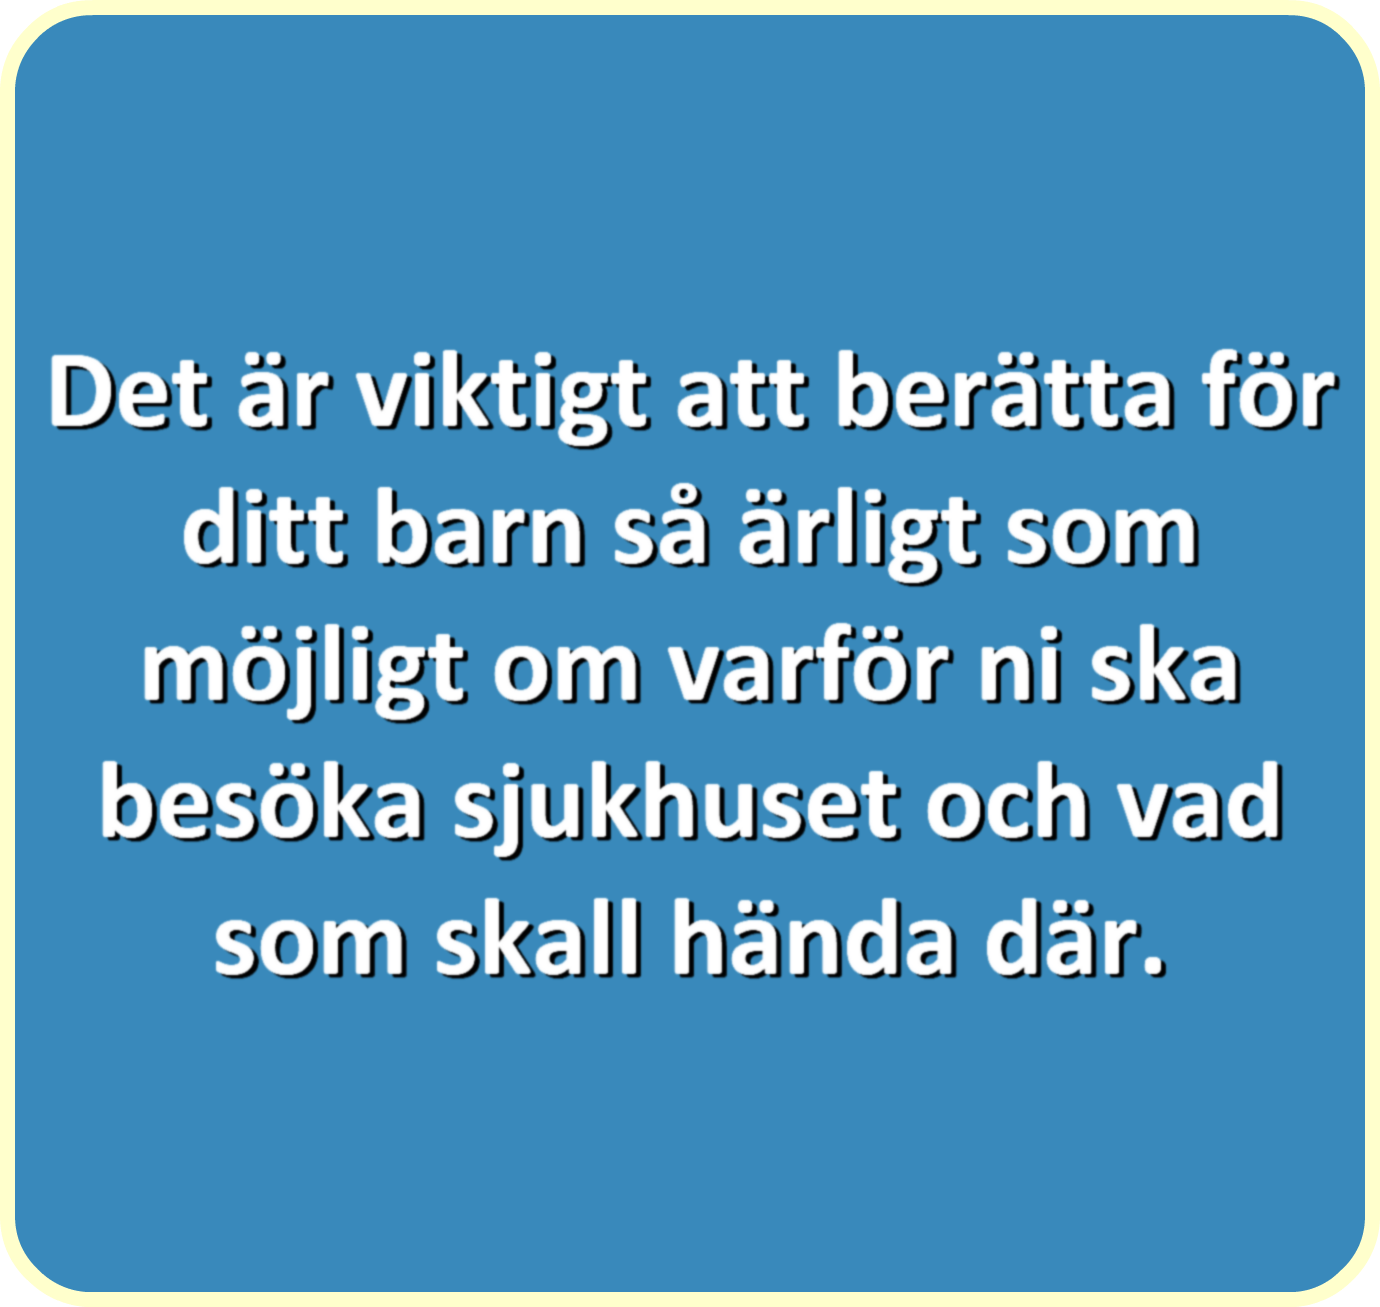 Det är viktigt att berätta för
ditt barn så ärligt som
möjligt om varför ni ska
besöka sjukhuset och vad
som skall hända där.